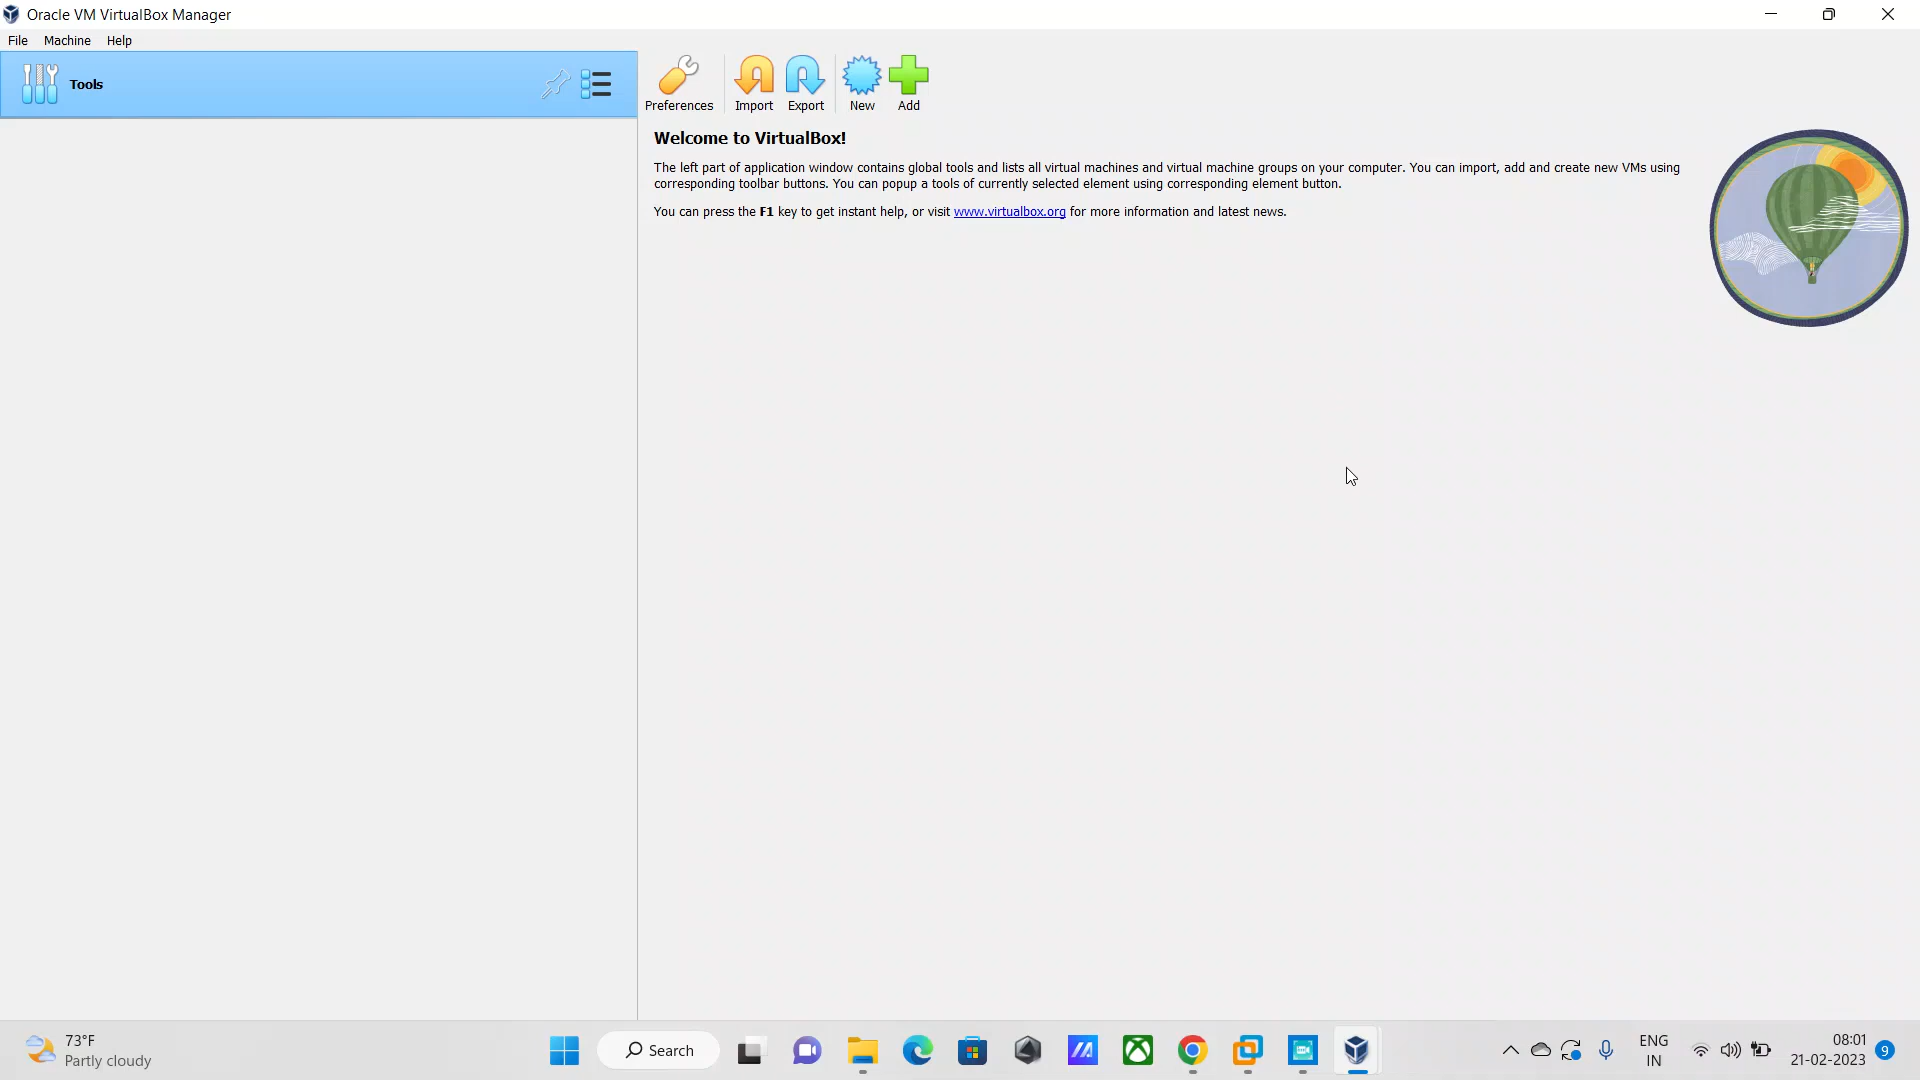 Oracle VM VirtualBox Manager
File Machine Help
Tools
Preferences Import Export New Add
Welcome to VirtualBox!
The left part of application window contains global tools and lists all virtual machines and virtual machine groups on your computer. You can import, add and create new VMs using
corresponding toolbar buttons. You can popup a tools of currently selected element using corresponding element button.
You can press the F1 key to get instant help, or visit www.virtualbox.org for more information and latest news.
73°F
Partly cloudy
Search
ENG
IN
08:01
21-02-2023
9